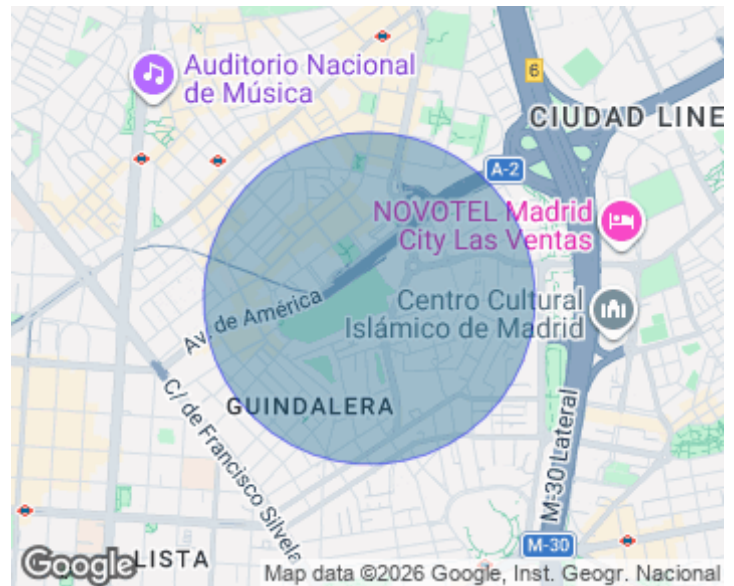 Auditorio Nacional
de Música
6
CIUDAD LINE
A-2
NOVOTEL Madrid
City Las Ventas
Av. de América
Centro Cultural
Islámico de Madrid
GUINDALERA
C/ de Francisco Silvela
M-30 Lateral
M-30
Google
LISTA
Map data ©2026 Google, Inst. Geogr. Nacional